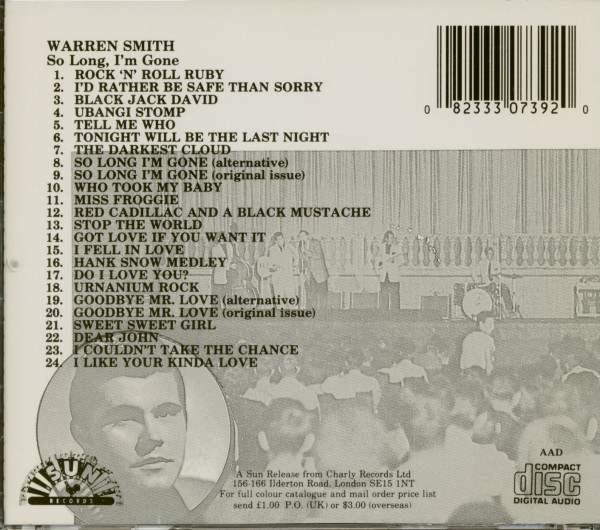 WARREN SMITH
So Long, I'm Gone
1. ROCK 'N' ROLL RUBY
2. I'D RATHER BE SAFE THAN SORRY
3. BLACK JACK DAVID
4. UBANGI STOMP
5. TELL ME WHO
6. TONIGHT WILL BE THE LAST NIGHT
7. THE DARKEST CLOUD
8. SO LONG I'M GONE (alternative)
9. SO LONG I'M GONE (original issue)
10. WHO TOOK MY BABY
11. MISS FROGGIE
12. RED CADILLAC AND A BLACK MUSTACHE
13. STOP THE WORLD
14. GOT LOVE IF YOU WANT IT
15. I FELL IN LOVE
16. HANK SNOW MEDLEY
17. DO I LOVE YOU?
18. URNANIUM ROCK
19. GOODBYE MR. LOVE (alternative)
20. GOODBYE MR. LOVE (original issue)
21. SWEET SWEET GIRL
22. DEAR JOHN
23. I COULDN'T TAKE THE CHANCE
24. I LIKE YOUR KINDA LOVE
0 82333 07392 0
SUN
RECORDS
A Sun Release from Charly Records Ltd
156-166 Ilderton Road, London SE15 1NT
For full colour catalogue and mail order price list
send £1.00 P.O. (UK) or $3.00 (overseas)
AAD
COMPACT
disc
DIGITAL AUDIO